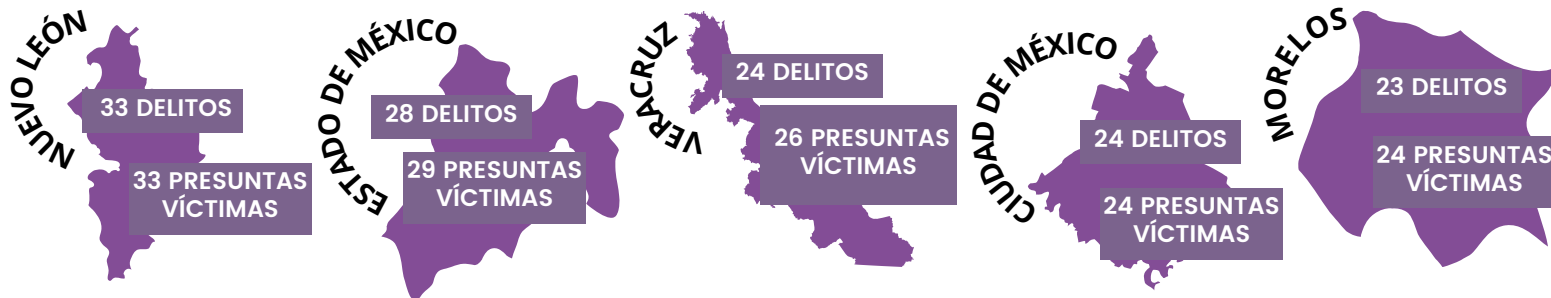 NUEVO LEÓN
33 DELITOS
33 PRESUNTAS
VÍCTIMAS
ESTADO DE MÉXICO
28 DELITOS
29 PRESUNTAS
VÍCTIMAS
VERACRUZ
24 DELITOS
26 PRESUNTAS
VÍCTIMAS
CIUDAD DE MÉXICO
24 DELITOS
24 PRESUNTAS
VÍCTIMAS
MORELOS
23 DELITOS
24 PRESUNTAS
VÍCTIMAS